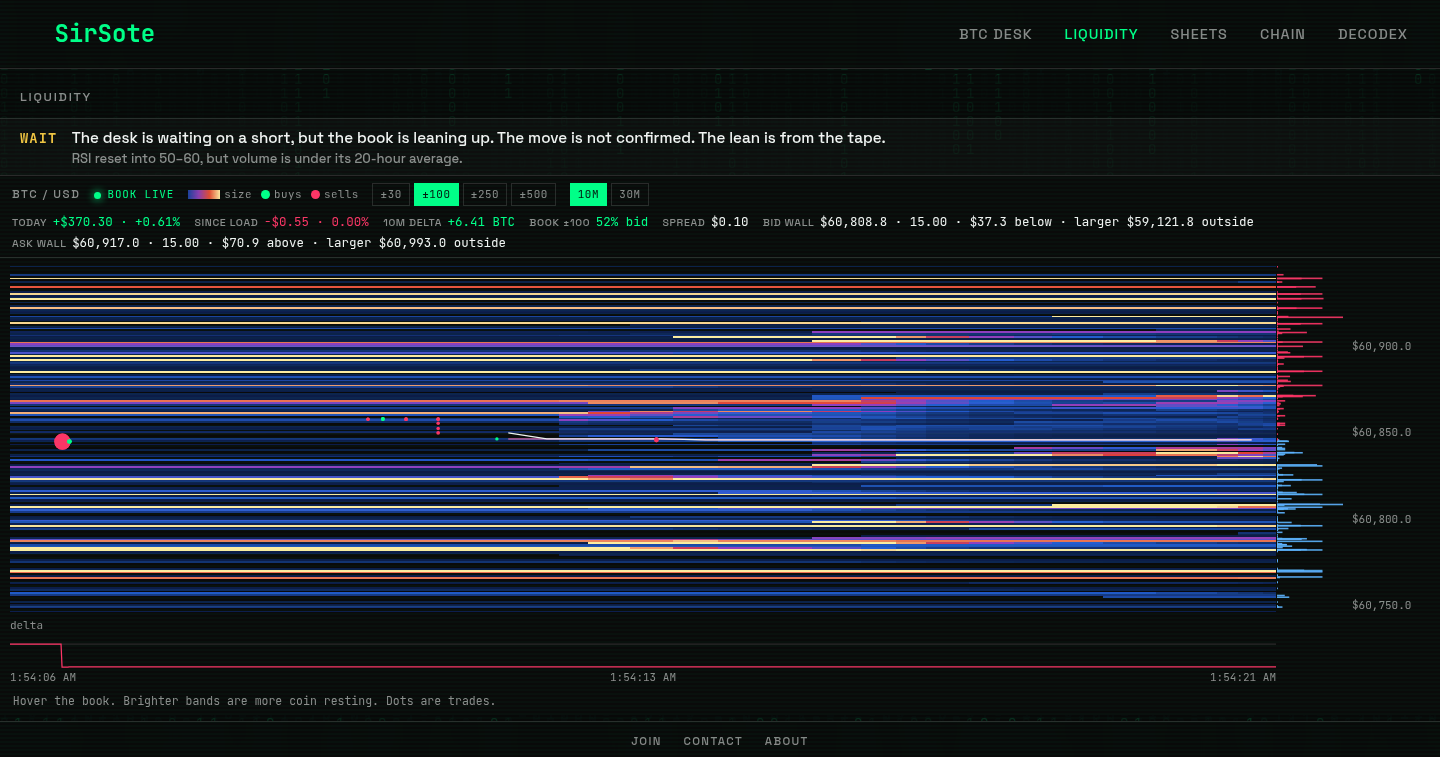 SirSote
BTC DESK LIQUIDITY SHEETS CHAIN DECODEX
LIQUIDITY
WAIT The desk is waiting on a short, but the book is leaning up. The move is not confirmed. The lean is from the tape.
RSI reset into 50–60, but volume is under its 20-hour average.
BTC / USD BOOK LIVE size buys sells ±30 ±100 ±250 ±500 10M 30M
TODAY +$370.30 · +0.61% SINCE LOAD -$0.55 · 0.00% 10M DELTA +6.41 BTC BOOK ±100 52% bid SPREAD $0.10 BID WALL $60,808.8 · 15.00 · $37.3 below · larger $59,121.8 outside
ASK WALL $60,917.0 · 15.00 · $70.9 above · larger $60,993.0 outside
$60,900.0
$60,850.0
$60,800.0
$60,750.0
delta
1:54:06 AM 1:54:13 AM 1:54:21 AM
Hover the book. Brighter bands are more coin resting. Dots are trades.
JOIN CONTACT ABOUT